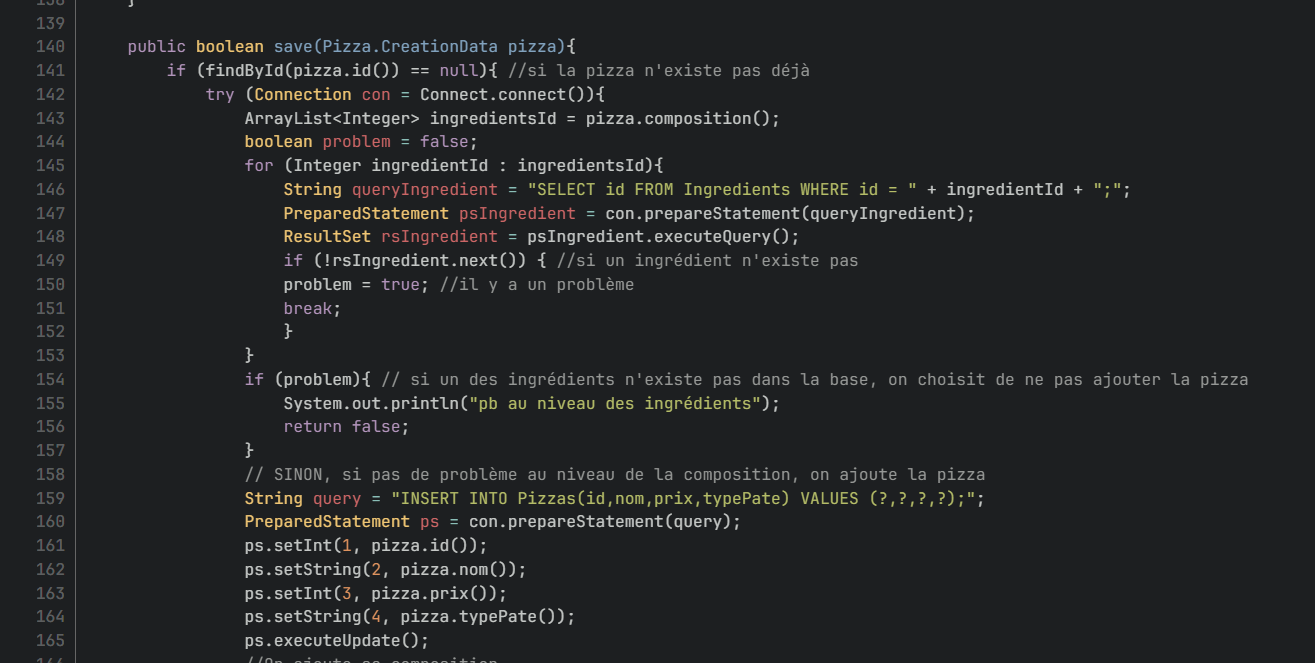 138 }
139
140 public boolean save(Pizza.CreationData pizza){
141 if (findById(pizza.id()) == null){ //si la pizza n'existe pas déjà
142 try (Connection con = Connect.connect()){
143 ArrayList<Integer> ingredientsId = pizza.composition();
144 boolean problem = false;
145 for (Integer ingredientId : ingredientsId){
146 String queryIngredient = "SELECT id FROM Ingredients WHERE id = " + ingredientId + ";";
147 PreparedStatement psIngredient = con.prepareStatement(queryIngredient);
148 ResultSet rsIngredient = psIngredient.executeQuery();
149 if (!rsIngredient.next()) { //si un ingrédient n'existe pas
150 problem = true; //il y a un problème
151 break;
152 }
153 }
154 if (problem){ // si un des ingrédients n'existe pas dans la base, on choisit de ne pas ajouter la pizza
155 System.out.println("pb au niveau des ingrédients");
156 return false;
157 }
158 // SINON, si pas de problème au niveau de la composition, on ajoute la pizza
159 String query = "INSERT INTO Pizzas(id,nom,prix,typePate) VALUES (?,?,?,?);";
160 PreparedStatement ps = con.prepareStatement(query);
161 ps.setInt(1, pizza.id());
162 ps.setString(2, pizza.nom());
163 ps.setInt(3, pizza.prix());
164 ps.setString(4, pizza.typePate());
165 ps.executeUpdate();
166 //On ajoute sa composition